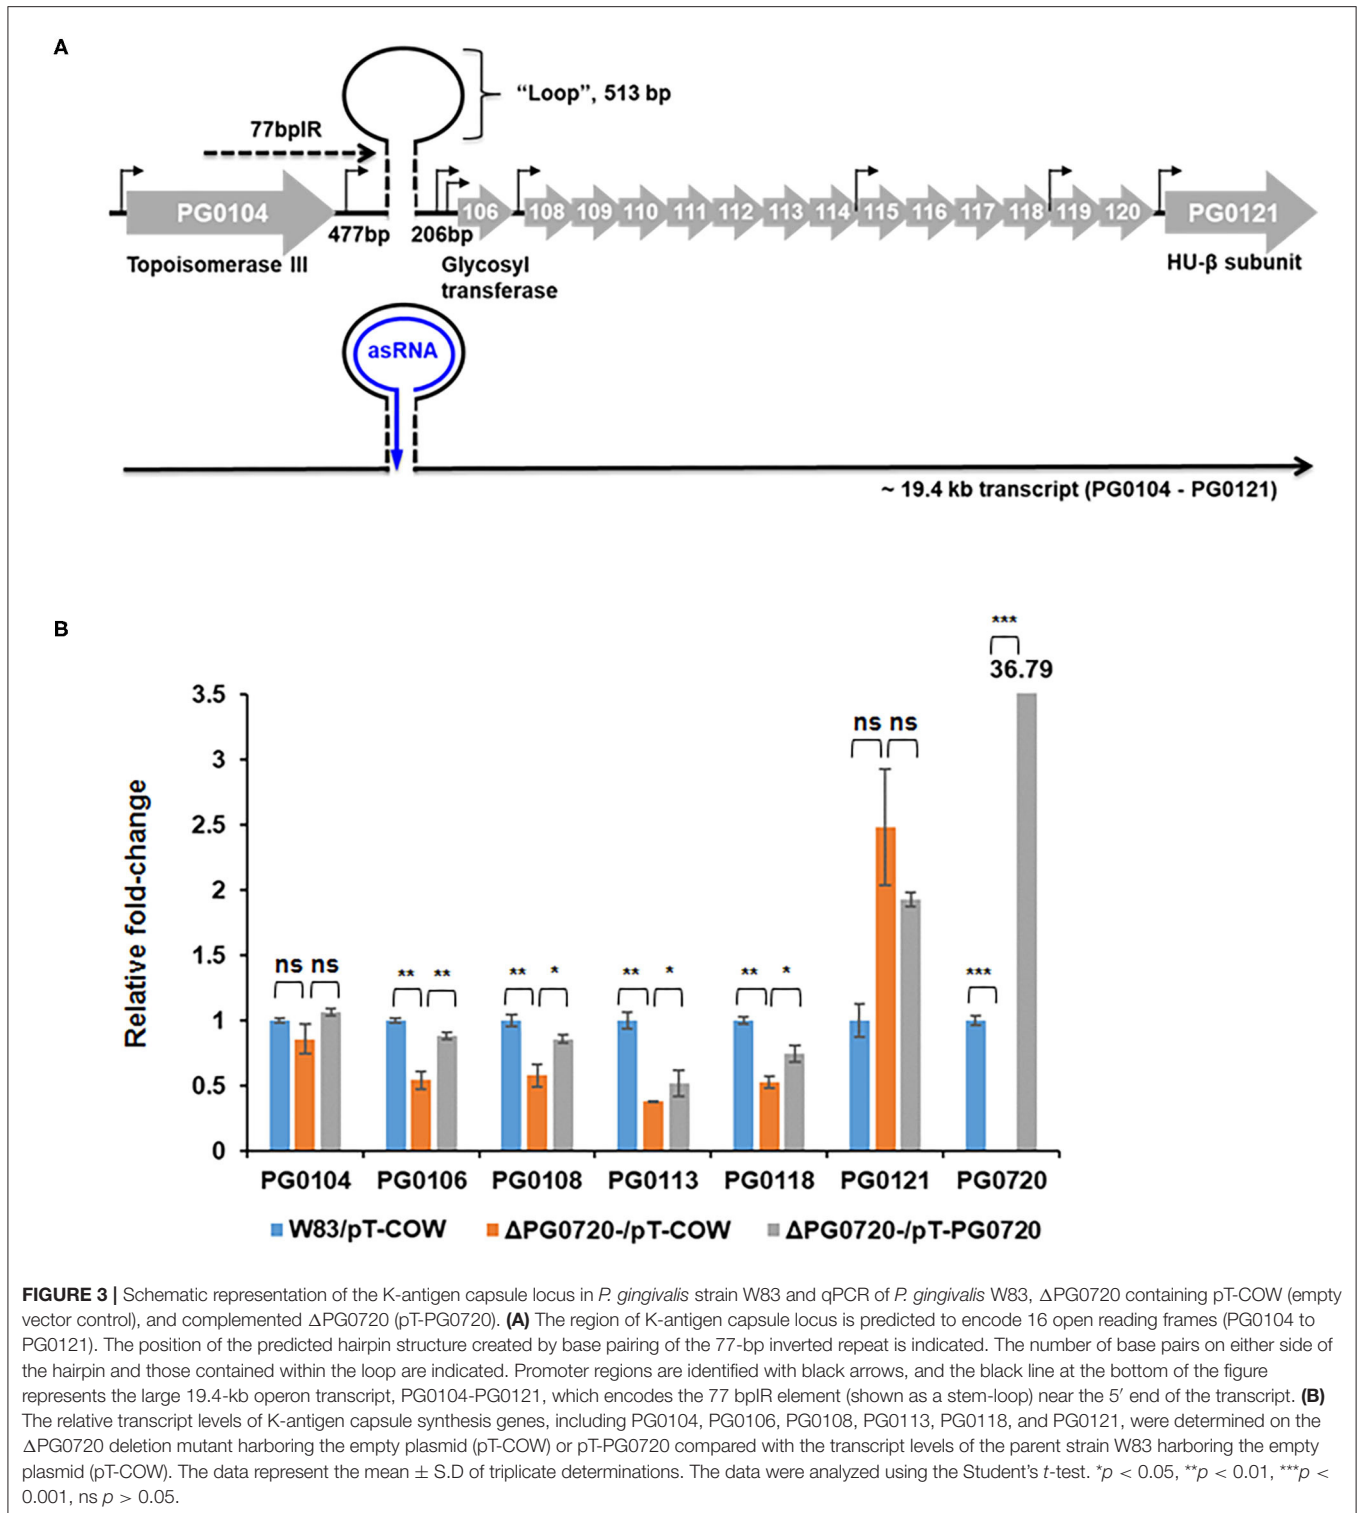 A
"Loop", 513 bp
77bpIR
PG0104
106
108
109
110
111
112
113
114
115
116
117
118
119
120
PG0121
477bp
206bp
Topoisomerase III
Glycosyl
transferase
HU-β subunit
asRNA
~ 19.4 kb transcript (PG0104 - PG0121)
B
***
36.79
3.5
3
2.5
2
1.5
1
0.5
0
Relative fold-change
ns ns
** **
** *
** *
** *
ns ns
***
PG0104 PG0106 PG0108 PG0113 PG0118 PG0121 PG0720
W83/pT-COW ΔPG0720-/pT-COW ΔPG0720-/pT-PG0720
FIGURE 3 | Schematic representation of the K-antigen capsule locus in P. gingivalis strain W83 and qPCR of P. gingivalis W83, ΔPG0720 containing pT-COW (empty
vector control), and complemented ΔPG0720 (pT-PG0720). (A) The region of K-antigen capsule locus is predicted to encode 16 open reading frames (PG0104 to
PG0121). The position of the predicted hairpin structure created by base pairing of the 77-bp inverted repeat is indicated. The number of base pairs on either side of
the hairpin and those contained within the loop are indicated. Promoter regions are identified with black arrows, and the black line at the bottom of the figure
represents the large 19.4-kb operon transcript, PG0104-PG0121, which encodes the 77 bpIR element (shown as a stem-loop) near the 5′ end of the transcript. (B)
The relative transcript levels of K-antigen capsule synthesis genes, including PG0104, PG0106, PG0108, PG0113, PG0118, and PG0121, were determined on the
ΔPG0720 deletion mutant harboring the empty plasmid (pT-COW) or pT-PG0720 compared with the transcript levels of the parent strain W83 harboring the empty
plasmid (pT-COW). The data represent the mean ± S.D of triplicate determinations. The data were analyzed using the Student's t-test. *p < 0.05, **p < 0.01, ***p <
0.001, ns p > 0.05.